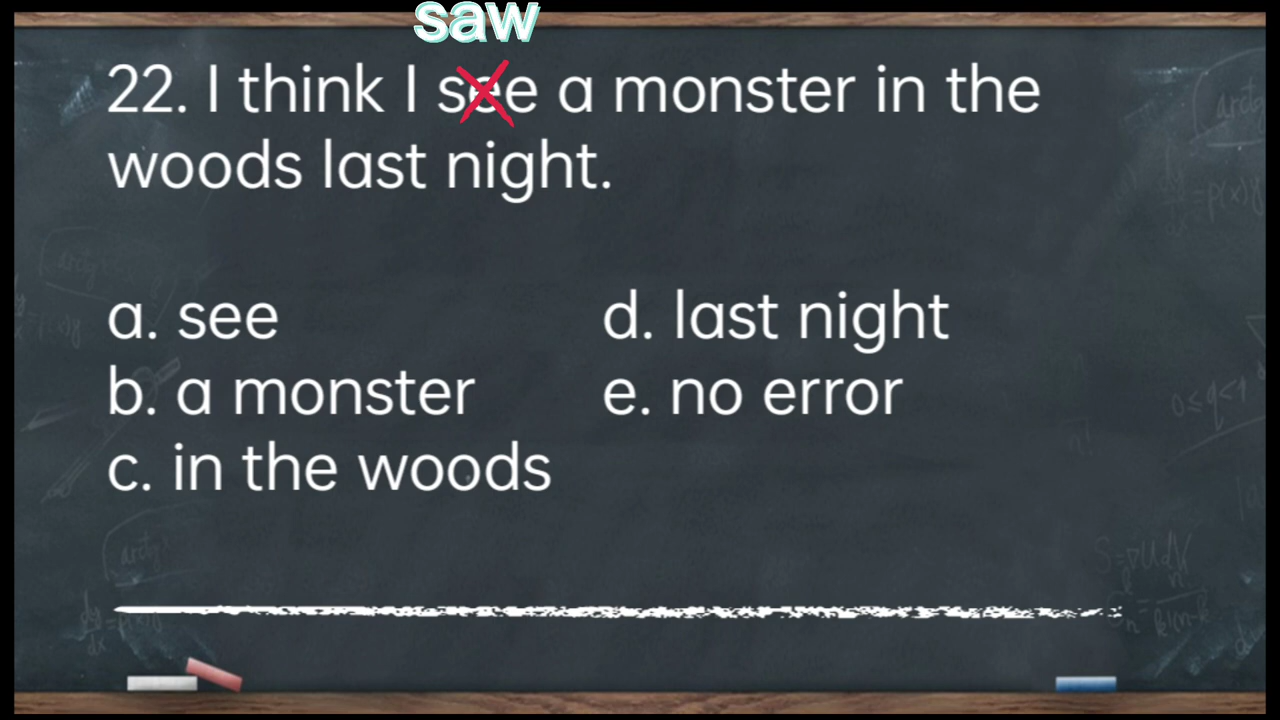 saw
22. I think I see a monster in the
woods last night.
a. see
b. a monster
c. in the woods
d. last night
e. no error